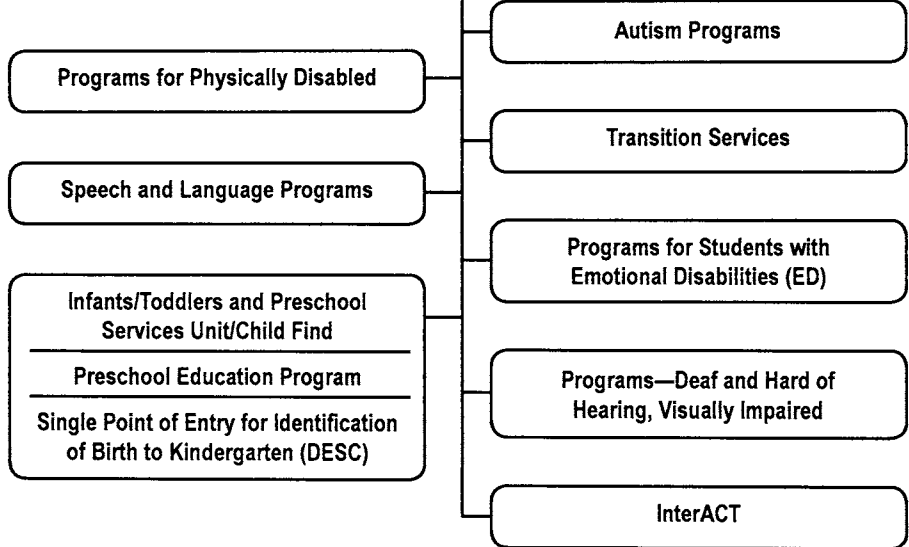 Programs for Physically Disabled
Speech and Language Programs
Infants/Toddlers and Preschool
Services Unit/Child Find
Preschool Education Program
Single Point of Entry for Identification
of Birth to Kindergarten (DESC)
Autism Programs
Transition Services
Programs for Students with
Emotional Disabilities (ED)
Programs—Deaf and Hard of
Hearing, Visually Impaired
InterACT